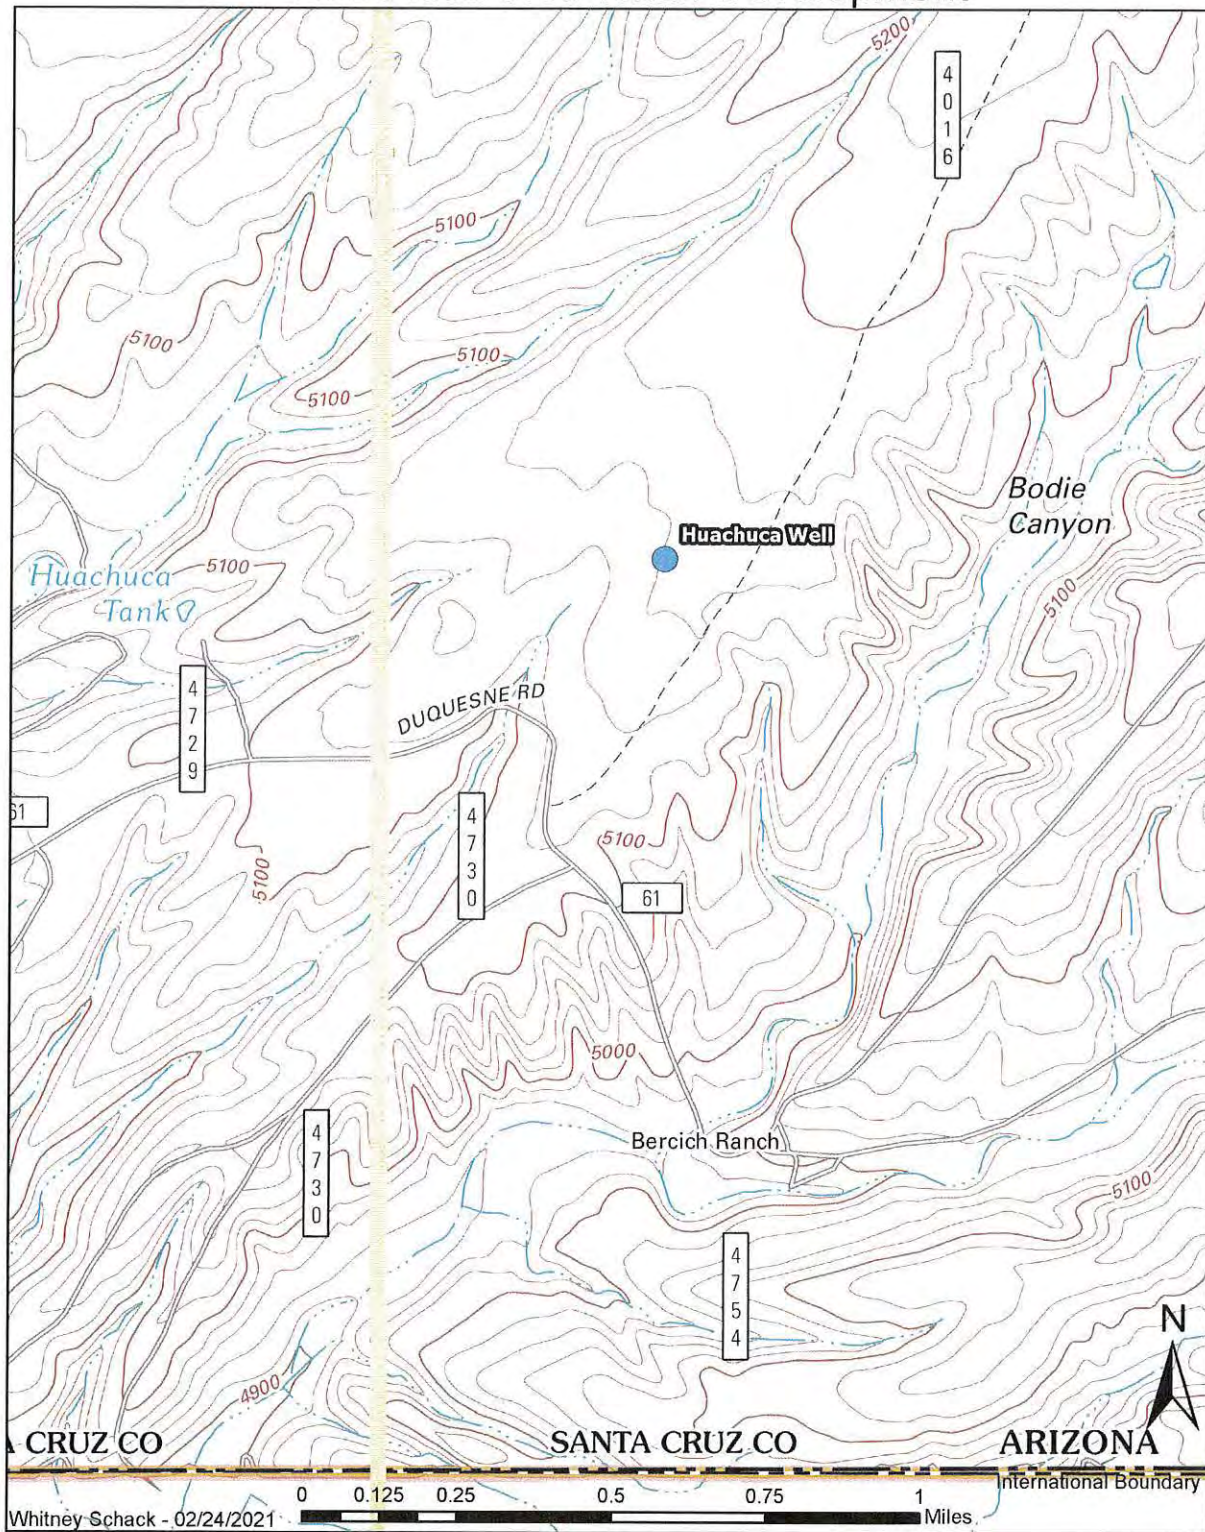 5200
4016
5100
5100
5100
5100
Bodie
Canyon
Huachuca Well
Huachuca
Tank
5100
5100
4729
DUQUESNE RD
61
4730
5100
5100
61
5000
4730
Bercich Ranch
5100
4754
N
4900
A CRUZ CO
SANTA CRUZ CO
ARIZONA
International Boundary
0 0.125 0.25 0.5 0.75 1
Miles
Whitney Schack - 02/24/2021